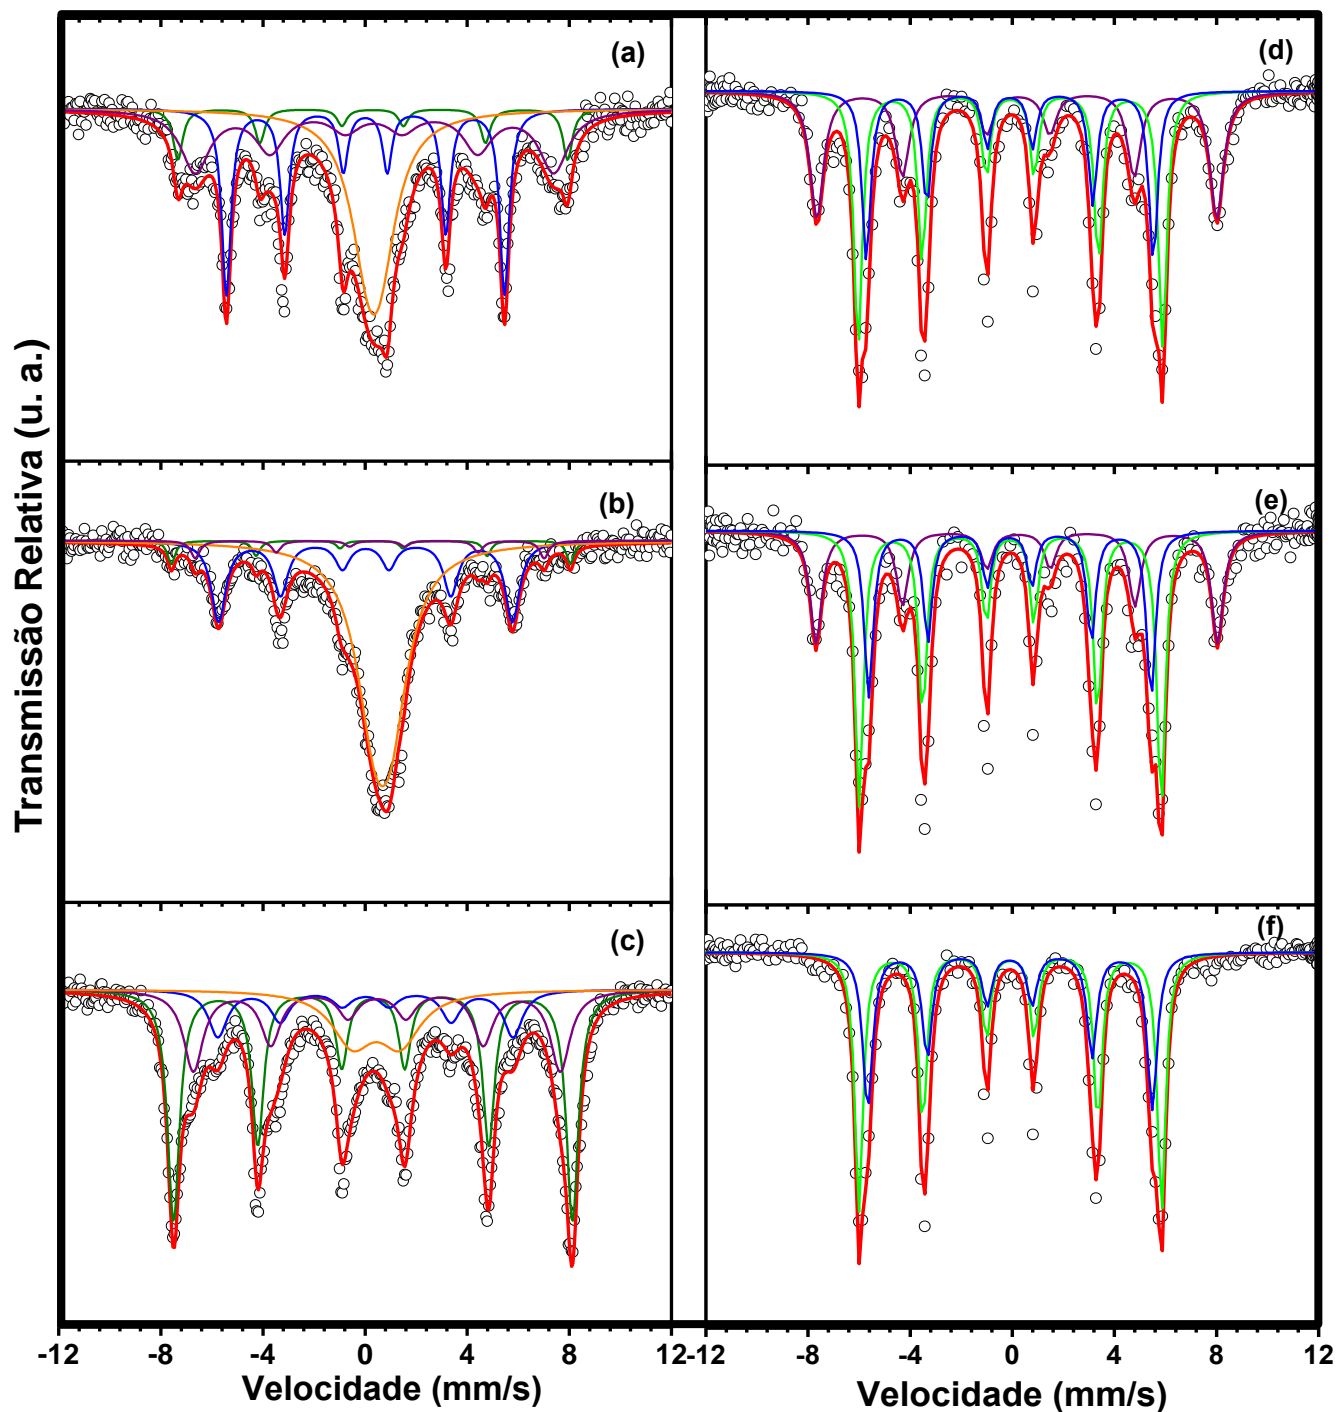 (a)
(d)
(b)
(e)
(c)
(f)
Transmissão Relativa (u. a.)
-12 -8 -4 0 4 8 -12 -8 -4 0 4 8 12
Velocidade (mm/s)
Velocidade (mm/s)